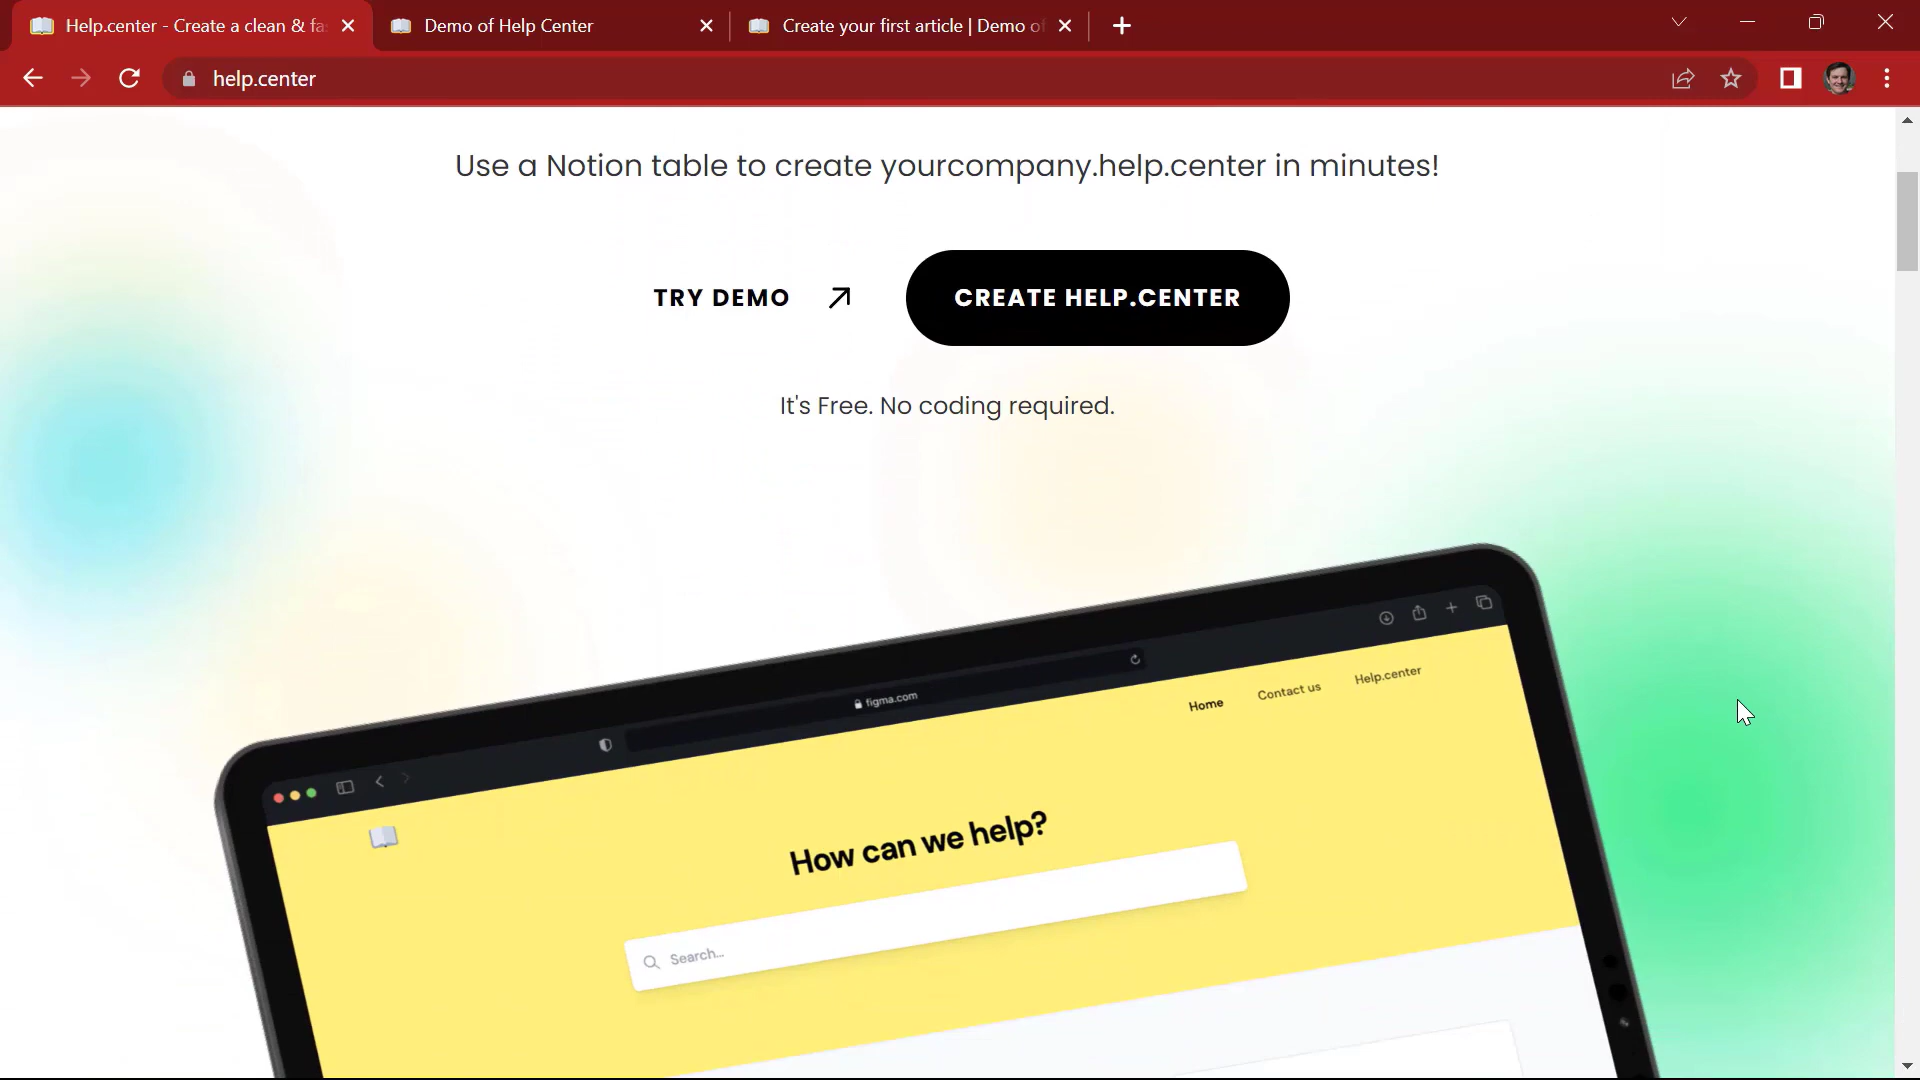 Help.center - Create a clean & fa
Demo of Help Center
Create your first article | Demo of
help.center
Use a Notion table to create yourcompany.help.center in minutes!
TRY DEMO
CREATE HELP.CENTER
It's Free. No coding required.
figma.com
Home
Contact us
Help.center
How can we help?
Search...